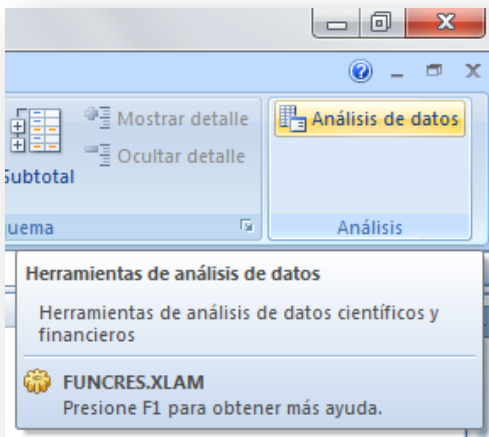 Mostrar detalle
Ocultar detalle
Subtotal
Análisis de datos
uema
Análisis
Herramientas de análisis de datos
Herramientas de análisis de datos científicos y
financieros
FUNCRES.XLAM
Presione F1 para obtener más ayuda.